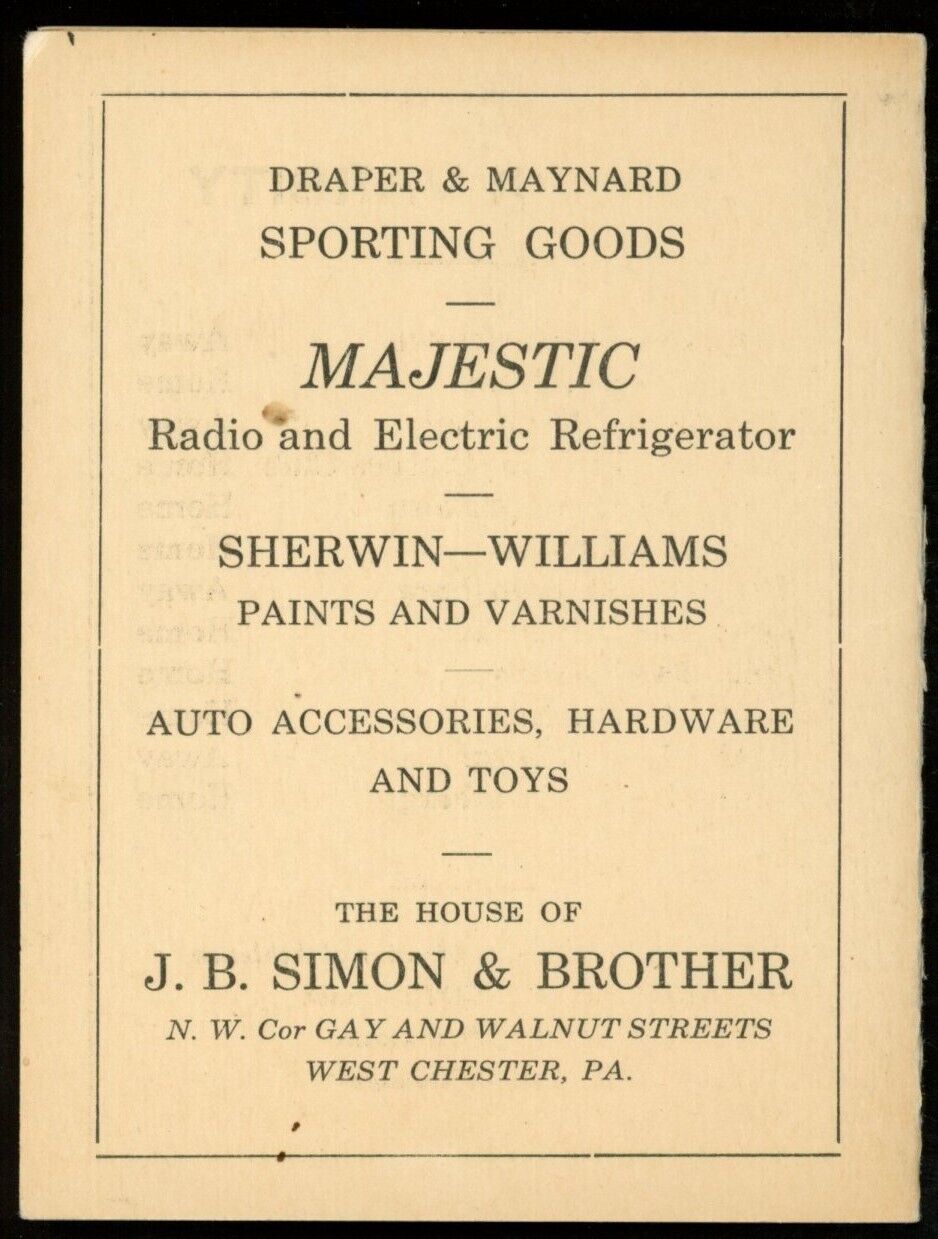 DRAPER & MAYNARD
SPORTING GOODS
MAJESTIC
Radio and Electric Refrigerator
SHERWIN—WILLIAMS
PAINTS AND VARNISHES
AUTO ACCESSORIES, HARDWARE
AND TOYS
THE HOUSE OF
J. B. SIMON & BROTHER
N. W. Cor GAY AND WALNUT STREETS
WEST CHESTER, PA.